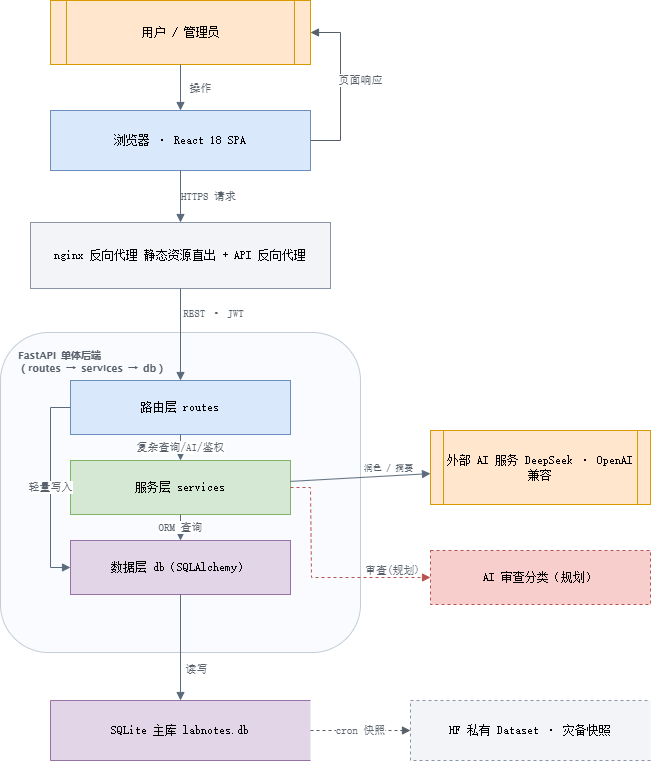 用户 / 管理员
页面响应
操作
浏览器 · React 18 SPA
HTTPS 请求
nginx 反向代理 静态资源直出 + API 反向代理
REST · JWT
FastAPI 单体后端
（routes → services → db）
路由层 routes
复杂查询/AI/鉴权
轻量写入
服务层 services
润色 / 摘要
外部 AI 服务 DeepSeek · OpenAI
兼容
ORM 查询
数据层 db（SQLAlchemy）
审查(规划)
AI 审查分类（规划）
读写
SQLite 主库 labnotes.db
cron 快照
HF 私有 Dataset · 灾备快照